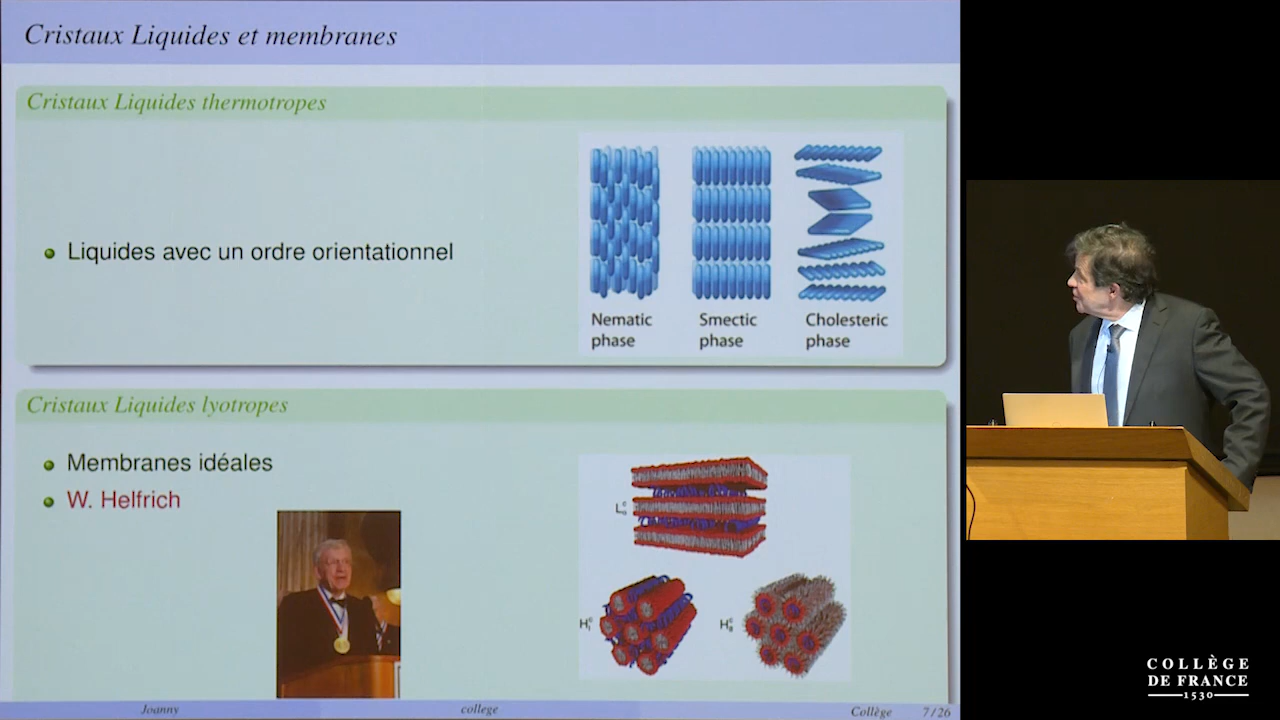 Cristaux Liquides et membranes
Cristaux Liquides thermotropes
Liquides avec un ordre orientationnel
Nematic phase
Smectic phase
Cholesteric phase
Cristaux Liquides lyotropes
Membranes idéales
W. Helfrich
Joanny
college
Collège
7/26
COLLÈGE
DE FRANCE
1530